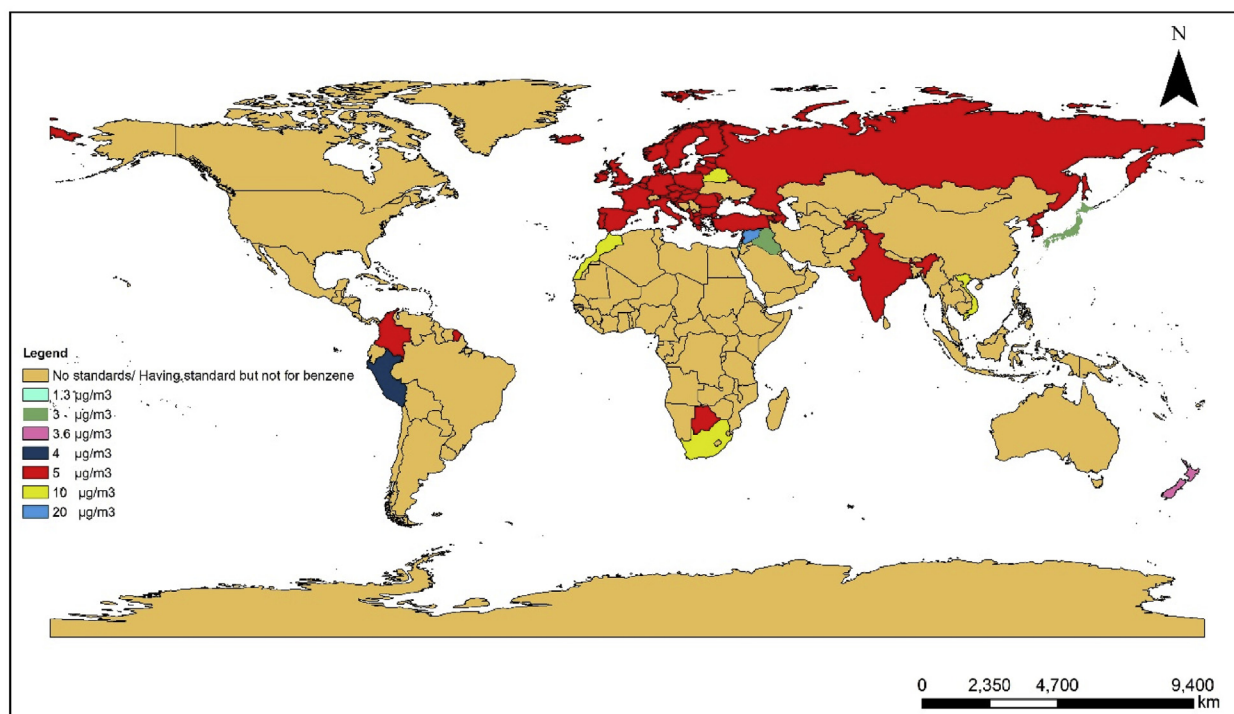 N
Legend
No standards/ Having,standard but not for benzene
1.3 µg/m3
3 µg/m3
3.6 µg/m3
4 µg/m3
5 µg/m3
10 µg/m3
20 µg/m3
0 2,350 4,700 9,400
km